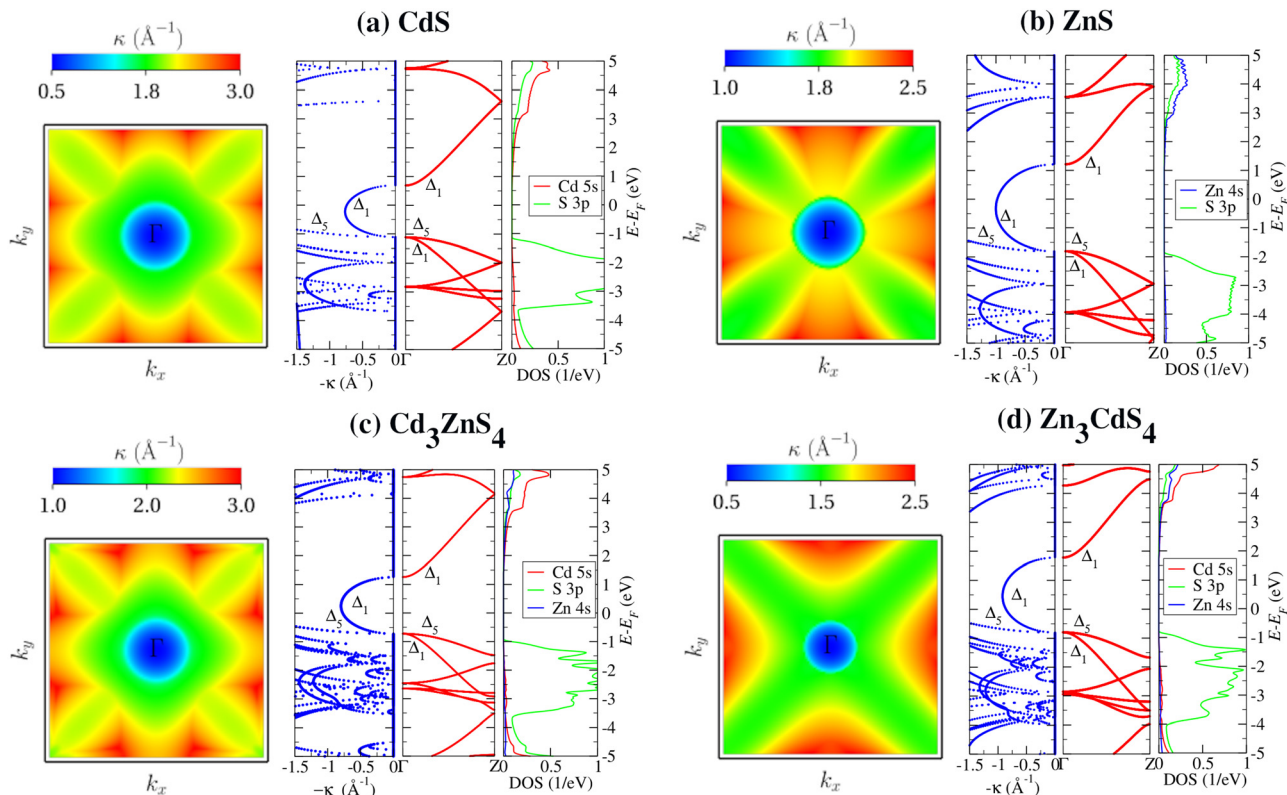 (a) CdS
κ (Å⁻¹)
0.5 1.8 3.0
Γ
k_y
k_x
Δ₁
Δ₅
Δ₁
Δ₅
Δ₁
-1.5 -1 -0.5 0 Γ Z 0 0.5 1
-κ (Å⁻¹)
DOS (1/eV)
Cd 5s
S 3p
5
4
3
2
1
0
-1
-2
-3
-4
-5
E-E_F (eV)
(b) ZnS
κ (Å⁻¹)
1.0 1.8 2.5
Γ
k_y
k_x
Δ₁
Δ₁
Δ₅
Δ₅
Δ₁
-1.5 -1 -0.5 0 Γ Z 0 0.5 1
-κ (Å⁻¹)
DOS (1/eV)
Zn 4s
S 3p
5
4
3
2
1
0
-1
-2
-3
-4
-5
E-E_F (eV)
(c) Cd₃ZnS₄
κ (Å⁻¹)
1.0 2.0 3.0
Γ
k_y
k_x
Δ₁
Δ₁
Δ₅
Δ₅
Δ₁
-1.5 -1 -0.5 0 Γ Z 0 0.5 1
−κ (Å⁻¹)
DOS (1/eV)
Cd 5s
S 3p
Zn 4s
5
4
3
2
1
0
-1
-2
-3
-4
-5
E-E_F (eV)
(d) Zn₃CdS₄
κ (Å⁻¹)
0.5 1.5 2.5
Γ
k_y
k_x
Δ₁
Δ₁
Δ₅
Δ₅
Δ₁
-1.5 -1 -0.5 0 Γ Z 0 0.5 1
-κ (Å⁻¹)
DOS (1/eV)
Cd 5s
S 3p
Zn 4s
5
4
3
2
1
0
-1
-2
-3
-4
-5
E-E_F (eV)